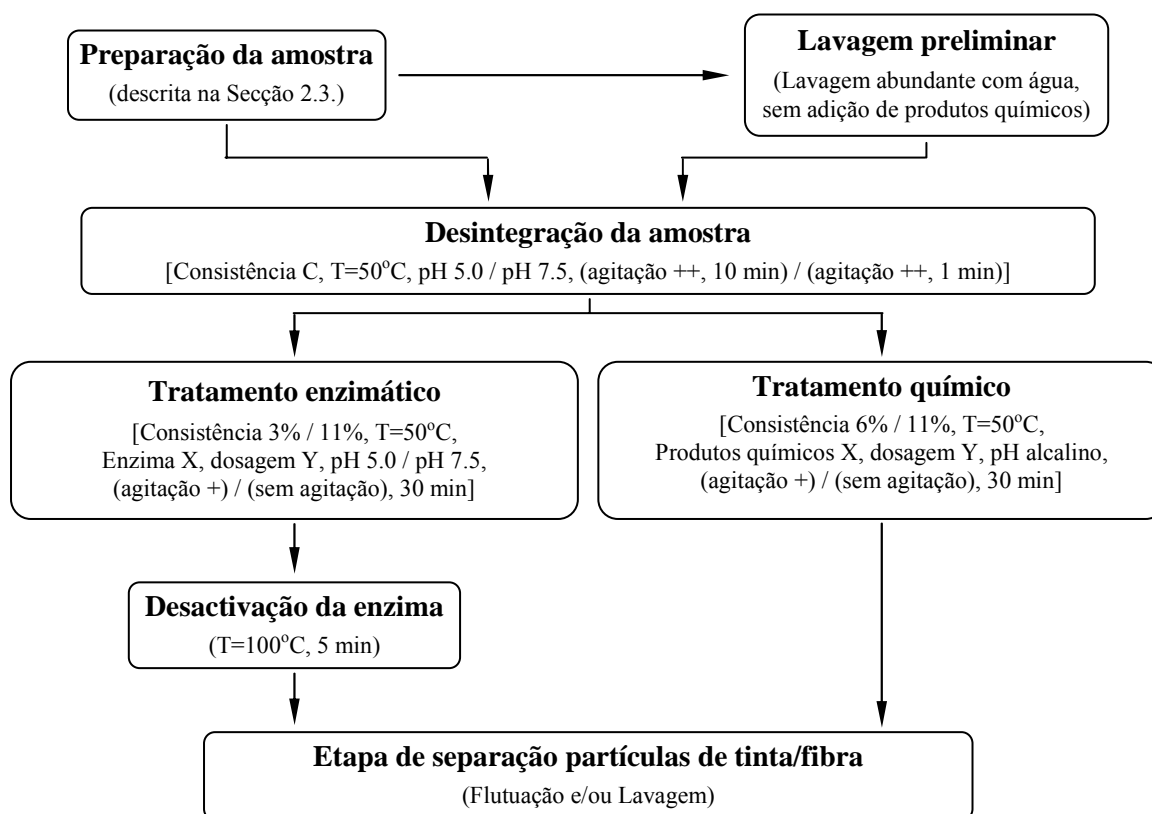 Preparação da amostra
(descrita na Secção 2.3.)
Lavagem preliminar
(Lavagem abundante com água,
sem adição de produtos químicos)
Desintegração da amostra
[Consistência C, T=50°C, pH 5.0 / pH 7.5, (agitação ++, 10 min) / (agitação ++, 1 min)]
Tratamento enzimático
[Consistência 3% / 11%, T=50°C,
Enzima X, dosagem Y, pH 5.0 / pH 7.5,
(agitação +) / (sem agitação), 30 min]
Tratamento químico
[Consistência 6% / 11%, T=50°C,
Produtos químicos X, dosagem Y, pH alcalino,
(agitação +) / (sem agitação), 30 min]
Desactivação da enzima
(T=100°C, 5 min)
Etapa de separação partículas de tinta/fibra
(Flutuação e/ou Lavagem)